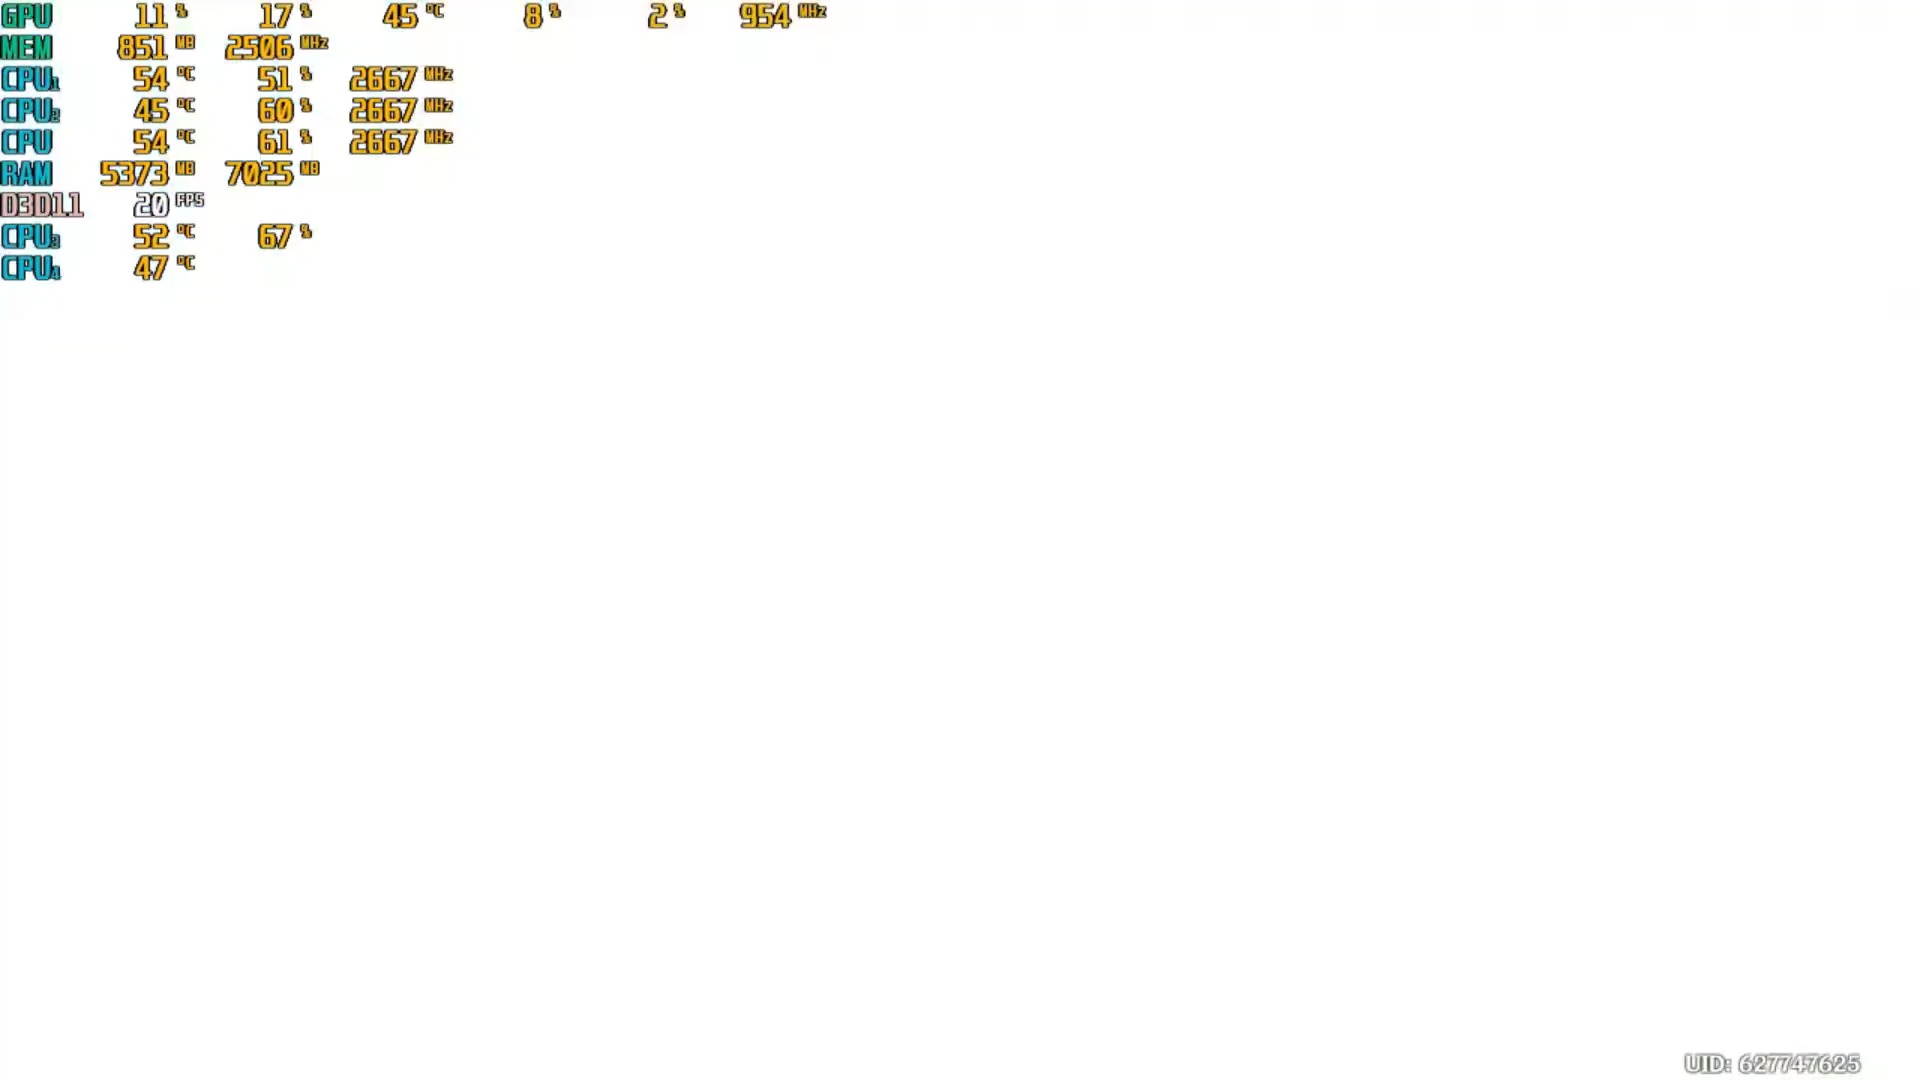 GPU 11 % 17 % 45 °C 8 % 2 % 954 MHz
MEM 851 MB 2506 MHz
CPU1 54 °C 51 % 2667 MHz
CPU2 45 °C 60 % 2667 MHz
CPU 54 °C 61 % 2667 MHz
RAM 5373 MB 7025 MB
D3D11 20 FPS
CPU3 52 °C 67 %
CPU4 47 °C
UID: 627747625